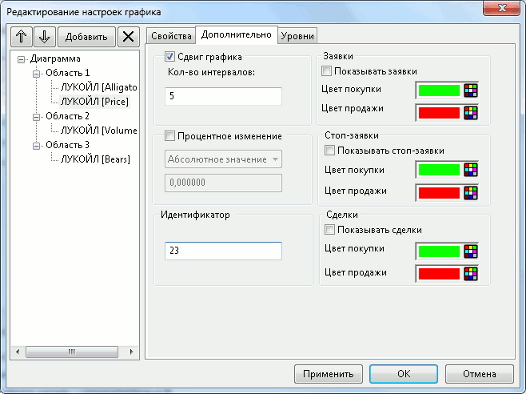 Редактирование настроек графика
Добавить
Диаграмма
Область 1
ЛУКОЙЛ [Alligato
ЛУКОЙЛ [Price]
Область 2
ЛУКОЙЛ [Volume
Область 3
ЛУКОЙЛ [Bears]
Свойства Дополнительно Уровни
Сдвиг графика
Кол-во интервалов:
5
Процентное изменение
Абсолютное значение
0,000000
Идентификатор
23
Заявки
Показывать заявки
Цвет покупки
Цвет продажи
Стоп-заявки
Показывать стоп-заявки
Цвет покупки
Цвет продажи
Сделки
Показывать сделки
Цвет покупки
Цвет продажи
Применить OK Отмена